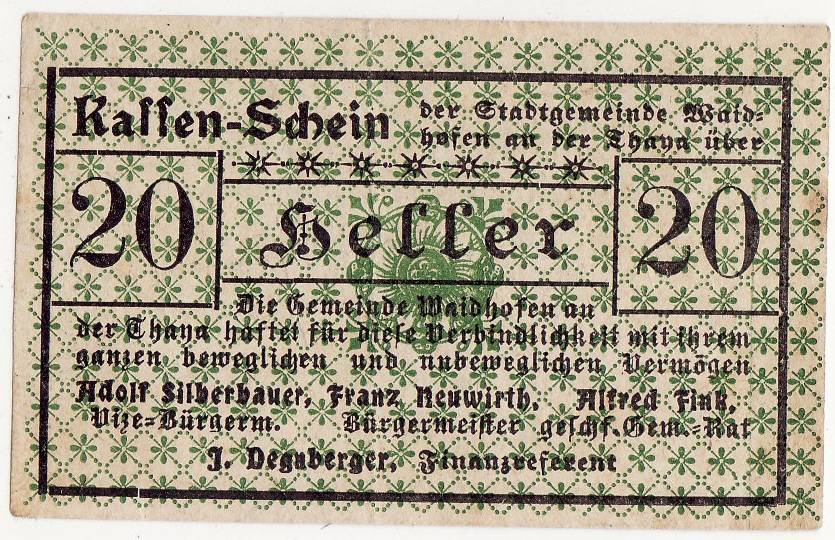 Kassen-Schein
der Stadtgemeinde Waid-
hofen an der Thaya über
20
Heller
20
Die Gemeinde Waidhofen an
der Thaya haftet für diese Verbindlichkeit mit ihrem
ganzen beweglichen und unbeweglichen Vermögen
Adolf Silberbauer, Franz Neuwirth, Alfred Fink,
Vize-Bürgerm. Bürgermeister geschf. Gem.-Rat
J. Degnberger, Finanzreferent